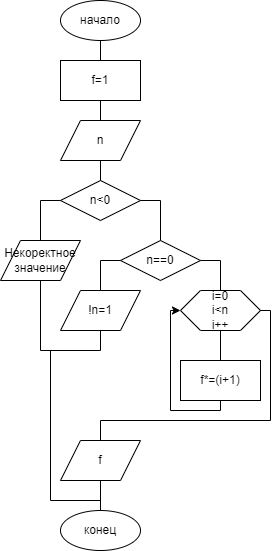 начало
f=1
n
n<0
Некоректное
значение
n==0
!n=1
i=0
i<n
i++
f*=(i+1)
f
конец